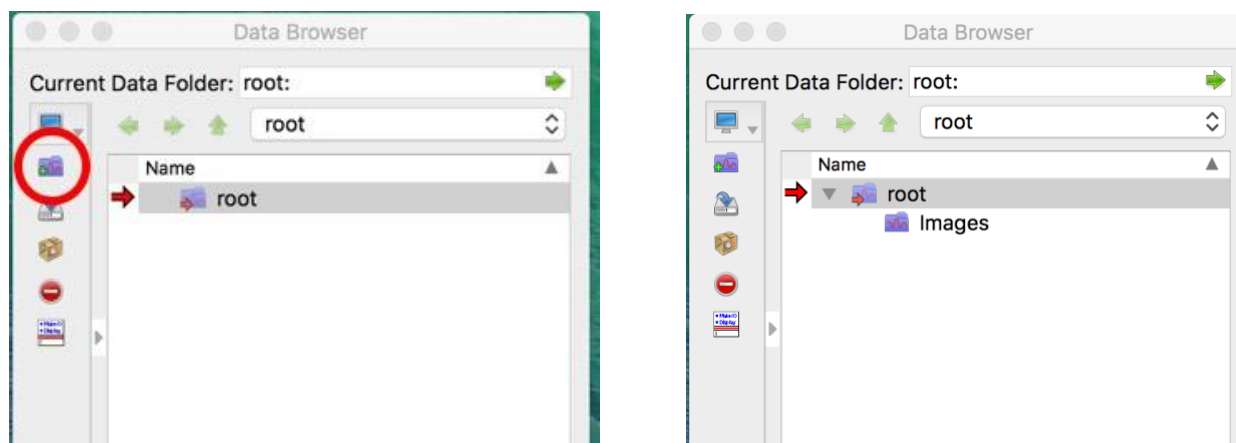 Data Browser
Current Data Folder: root:
root
Name
root
Data Browser
Current Data Folder: root:
root
Name
root
Images